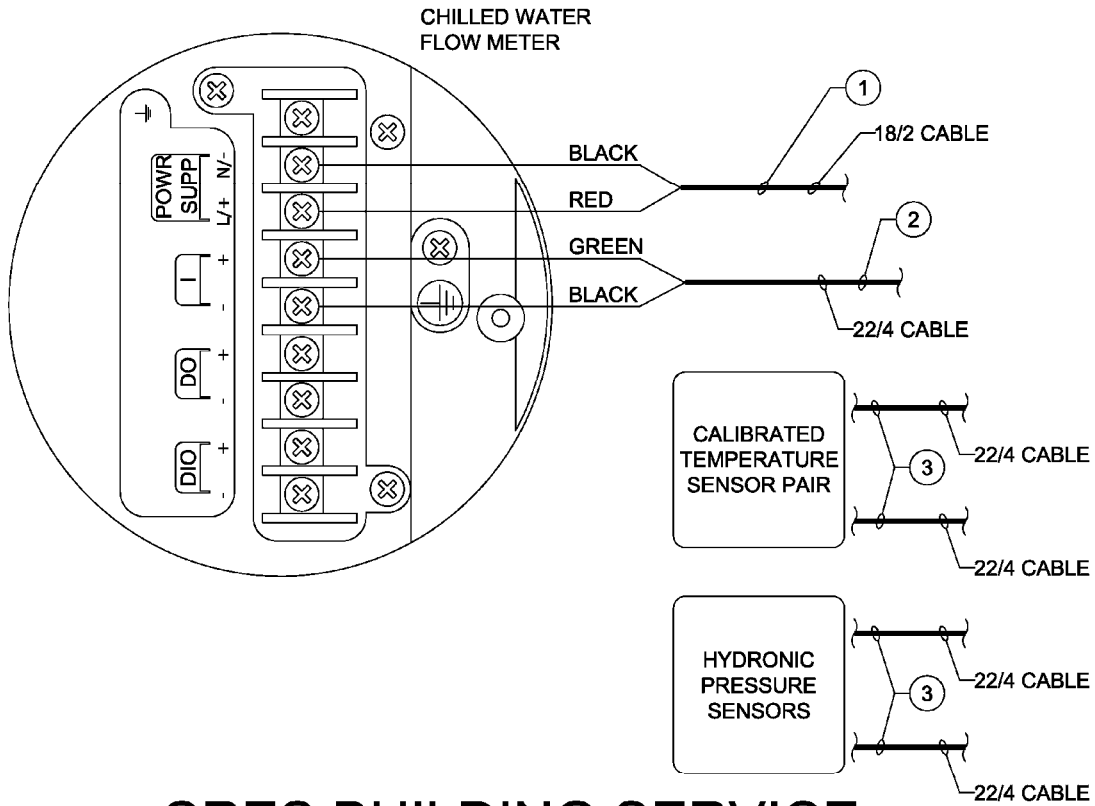 CHILLED WATER
FLOW METER
POWR
SUPP
N/-
L/+
I
+
-
DO
+
-
DIO
+
-
BLACK
RED
GREEN
BLACK
1
18/2 CABLE
2
22/4 CABLE
CALIBRATED
TEMPERATURE
SENSOR PAIR
3
22/4 CABLE
22/4 CABLE
HYDRONIC
PRESSURE
SENSORS
3
22/4 CABLE
22/4 CABLE